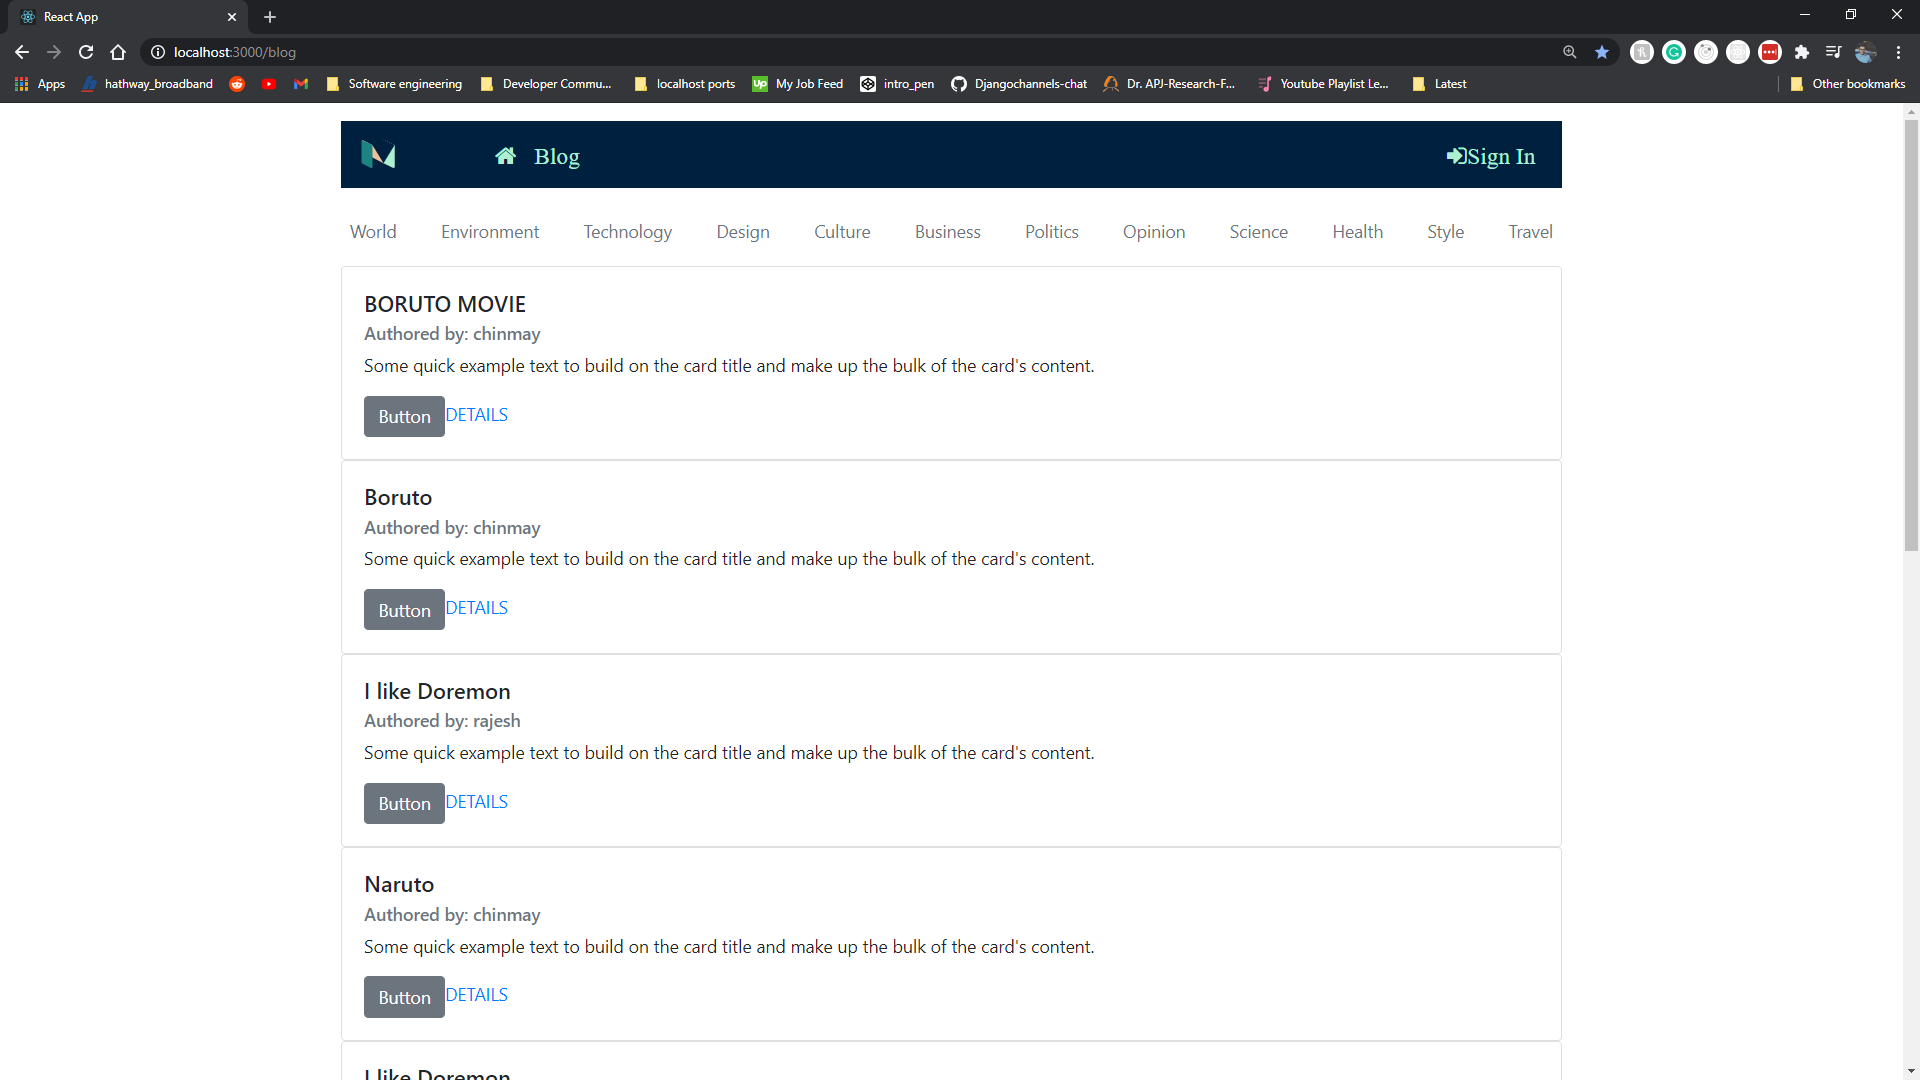 React App
localhost:3000/blog
Apps hathway_broadband Software engineering Developer Commu... localhost ports Up My Job Feed intro_pen Djangochannels-chat Dr. APJ-Research-F... Youtube Playlist Le... Latest Other bookmarks
Blog Sign In
World Environment Technology Design Culture Business Politics Opinion Science Health Style Travel
BORUTO MOVIE
Authored by: chinmay
Some quick example text to build on the card title and make up the bulk of the card's content.
Button DETAILS
Boruto
Authored by: chinmay
Some quick example text to build on the card title and make up the bulk of the card's content.
Button DETAILS
I like Doremon
Authored by: rajesh
Some quick example text to build on the card title and make up the bulk of the card's content.
Button DETAILS
Naruto
Authored by: chinmay
Some quick example text to build on the card title and make up the bulk of the card's content.
Button DETAILS
I like Doremon